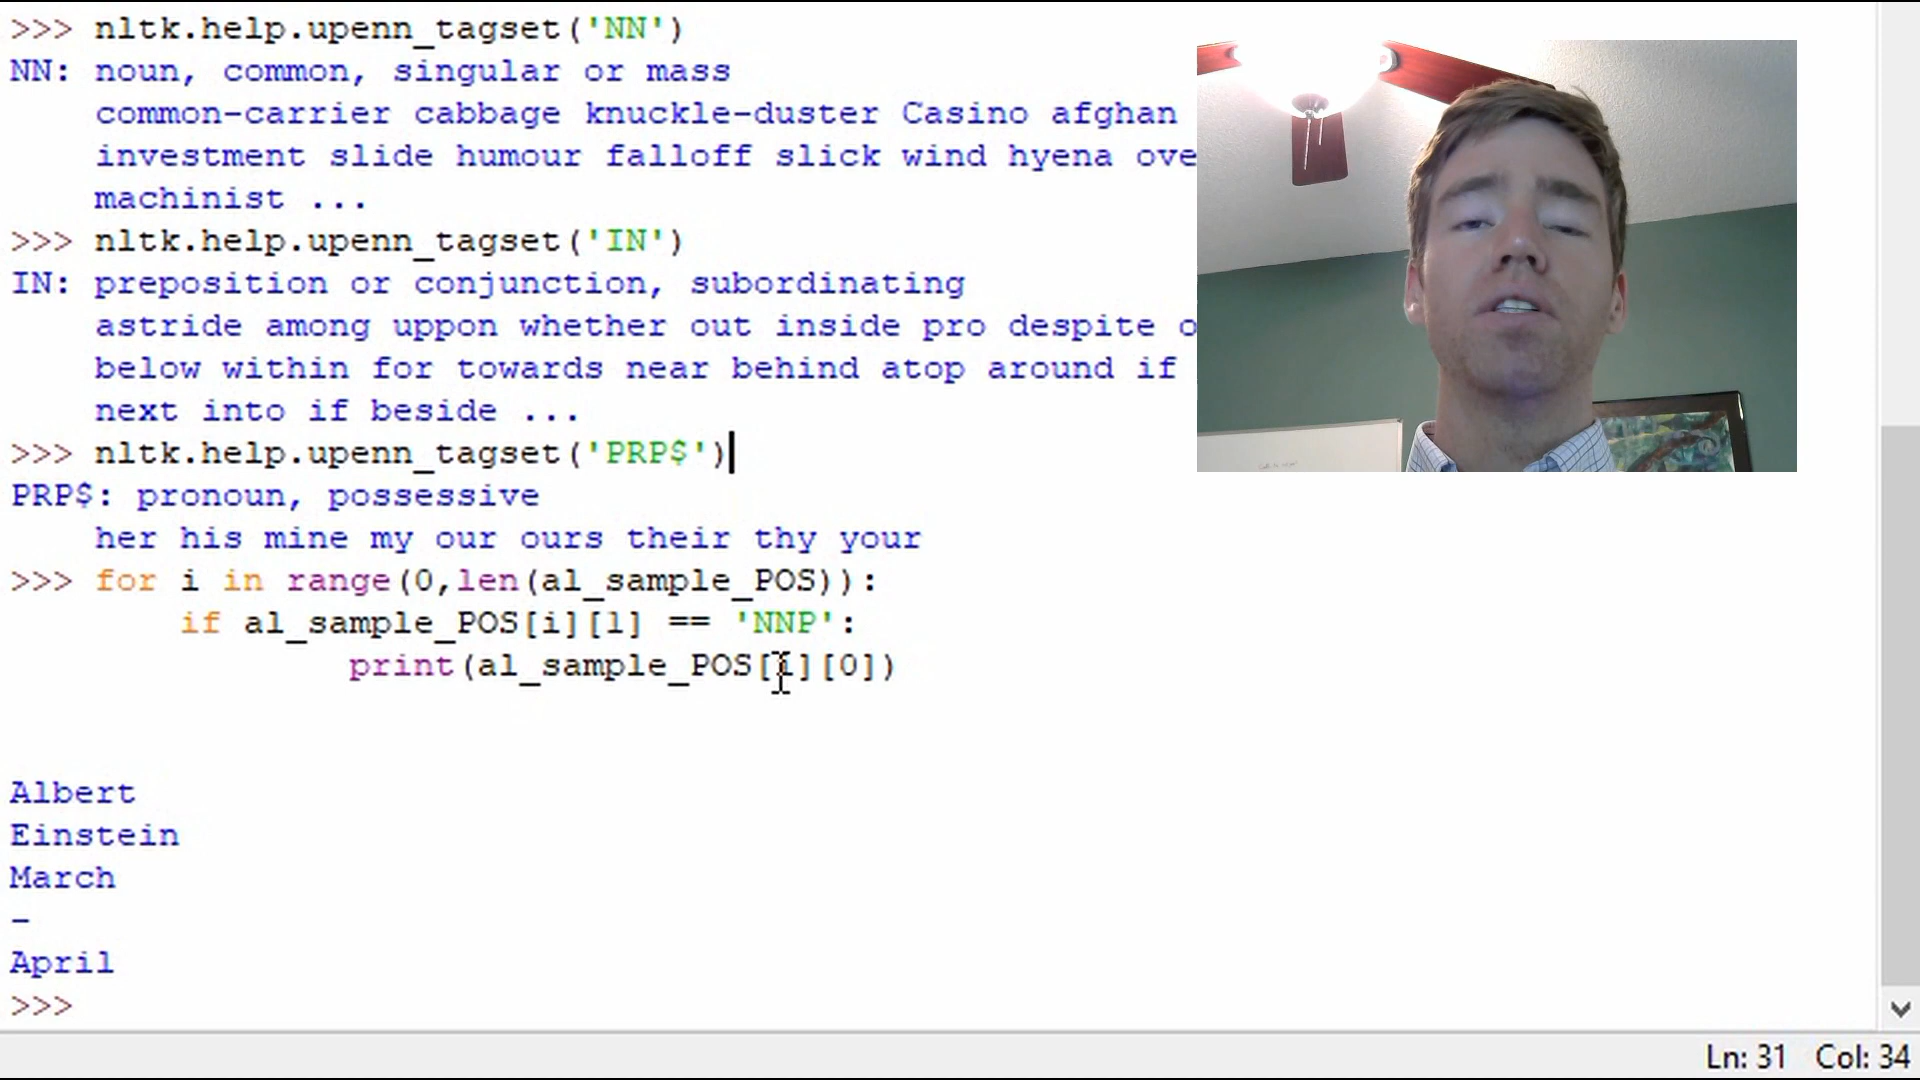 >>> nltk.help.upenn_tagset('NN')
NN: noun, common, singular or mass
common-carrier cabbage knuckle-duster Casino afghan
investment slide humour falloff slick wind hyena ove
machinist ...
>>> nltk.help.upenn_tagset('IN')
IN: preposition or conjunction, subordinating
astride among uppon whether out inside pro despite o
below within for towards near behind atop around if
next into if beside ...
>>> nltk.help.upenn_tagset('PRP$')
PRP$: pronoun, possessive
her his mine my our ours their thy your
>>> for i in range(0,len(al_sample_POS)):
if al_sample_POS[i][1] == 'NNP':
print(al_sample_POS[i][0])
Albert
Einstein
March
–
April
>>>
Ln: 31 Col: 34